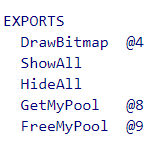 EXPORTS
DrawBitmap @4
ShowAll
HideAll
GetMyPool @8
FreeMyPool @9